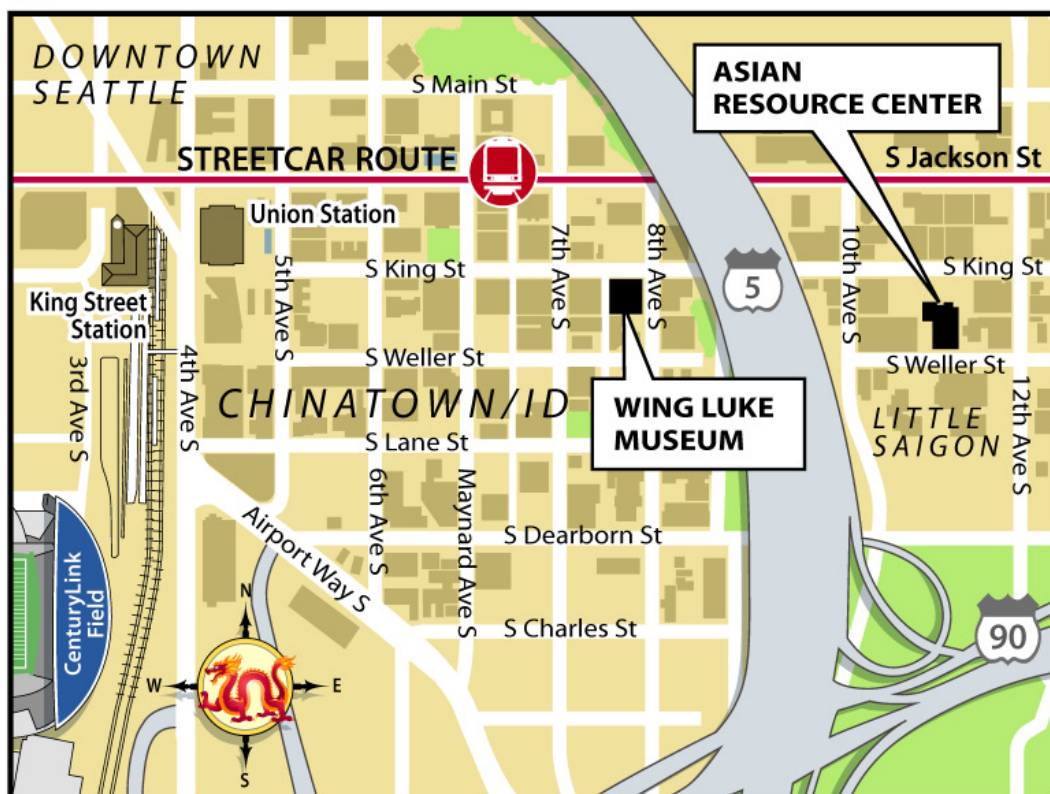 DOWNTOWN
SEATTLE
S Main St
ASIAN
RESOURCE CENTER
STREETCAR ROUTE
S Jackson St
Union Station
King Street
Station
3rd Ave S
4th Ave S
5th Ave S
S King St
7th Ave S
8th Ave S
5
10th Ave S
S King St
S Weller St
S Weller St
CHINATOWN/ID
WING LUKE
MUSEUM
LITTLE
SAIGON
12th Ave S
S Lane St
6th Ave S
Maynard Ave S
Airport Way S
S Dearborn St
S Charles St
CenturyLink
Field
N
W
E
S
90